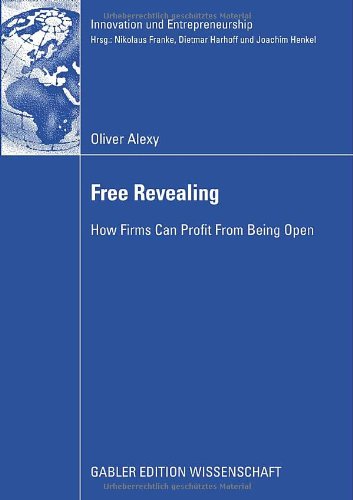 Urheberrechtlich geschütztes Material
Innovation und Entrepreneurship
Hrsg.: Nikolaus Franke, Dietmar Harhoff und Joachim Henkel
Oliver Alexy
Free Revealing
How Firms Can Profit From Being Open
GABLER EDITION WISSENSCHAFT
Urheberrechtlich geschütztes Material